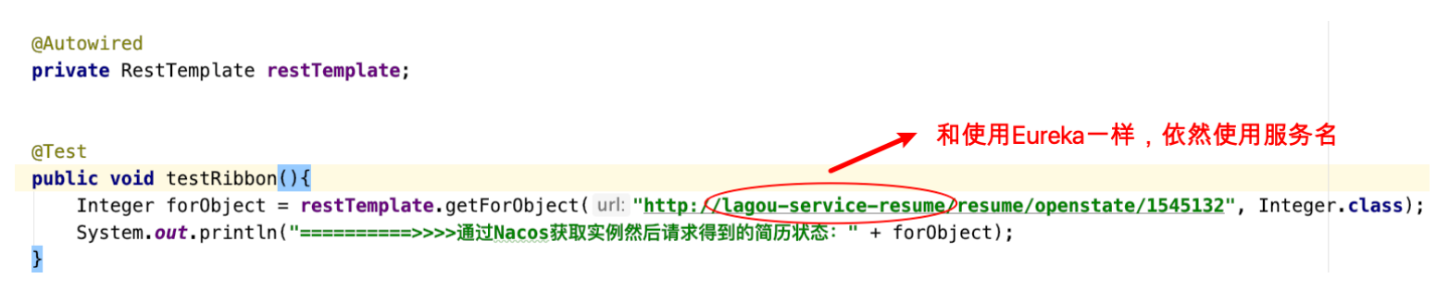 @Autowired
private RestTemplate restTemplate;
和使用Eureka一样，依然使用服务名
@Test
public void testRibbon(){
Integer forObject = restTemplate.getForObject( url: "http://lagou-service-resume/resume/openstate/1545132", Integer.class);
System.out.println("==========>>>>通过Nacos获取实例然后请求得到的简历状态：" + forObject);
}